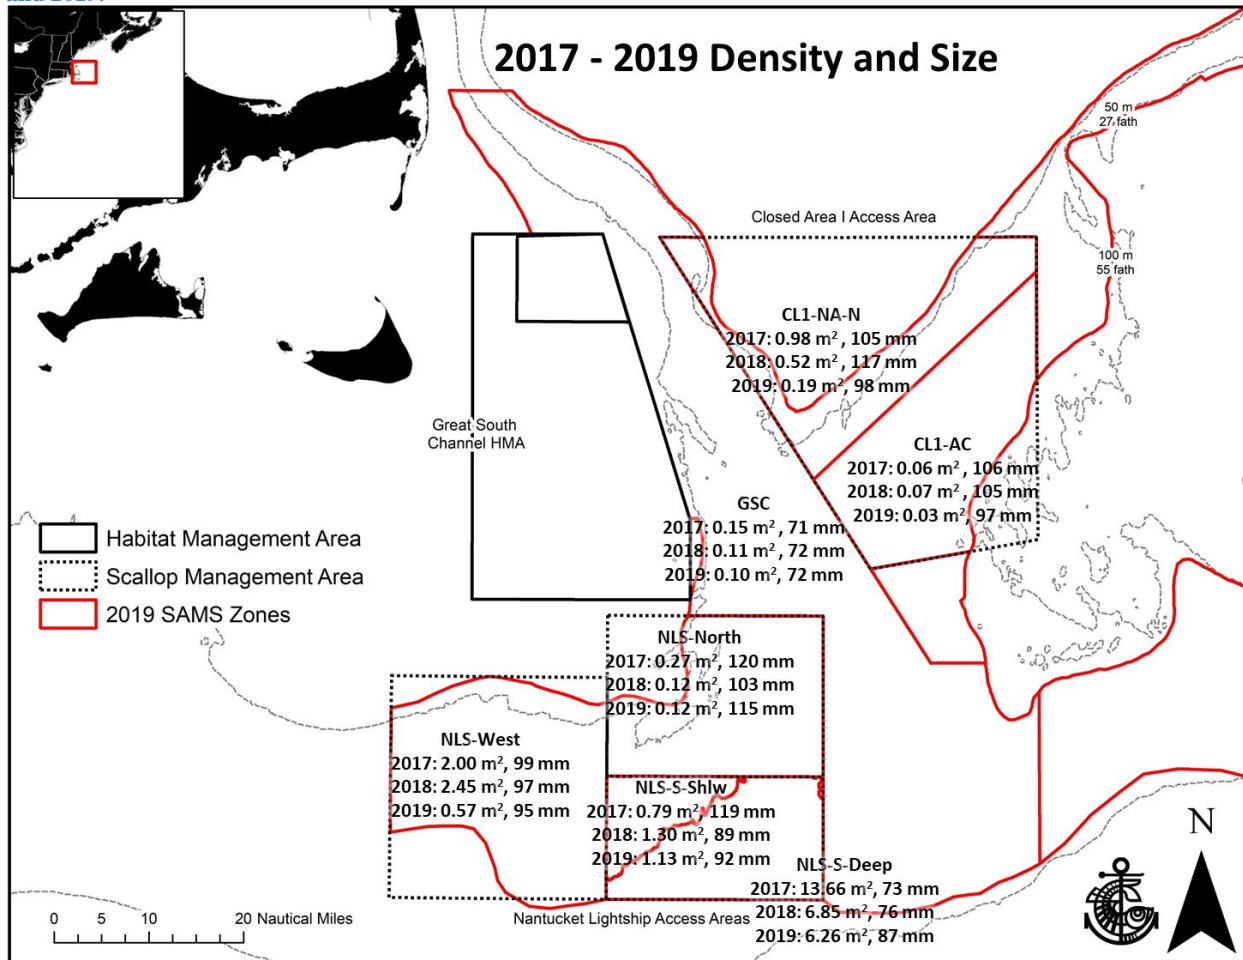 2017 - 2019 Density and Size
50 m
27 fath
Closed Area I Access Area
100 m
55 fath
CL1-NA-N
2017: 0.98 m², 105 mm
2018: 0.52 m², 117 mm
2019: 0.19 m², 98 mm
Great South
Channel HMA
CL1-AC
2017: 0.06 m², 106 mm
2018: 0.07 m², 105 mm
2019: 0.03 m², 97 mm
GSC
2017: 0.15 m², 71 mm
2018: 0.11 m², 72 mm
2019: 0.10 m², 72 mm
Habitat Management Area
Scallop Management Area
2019 SAMS Zones
NLS-North
2017: 0.27 m², 120 mm
2018: 0.12 m², 103 mm
2019: 0.12 m², 115 mm
NLS-West
2017: 2.00 m², 99 mm
2018: 2.45 m², 97 mm
2019: 0.57 m², 95 mm
NLS-S-Shlw
2017: 0.79 m², 119 mm
2018: 1.30 m², 89 mm
2019: 1.13 m², 92 mm
NLS-S-Deep
2017: 13.66 m², 73 mm
2018: 6.85 m², 76 mm
2019: 6.26 m², 87 mm
N
0 5 10 20 Nautical Miles
Nantucket Lightship Access Areas